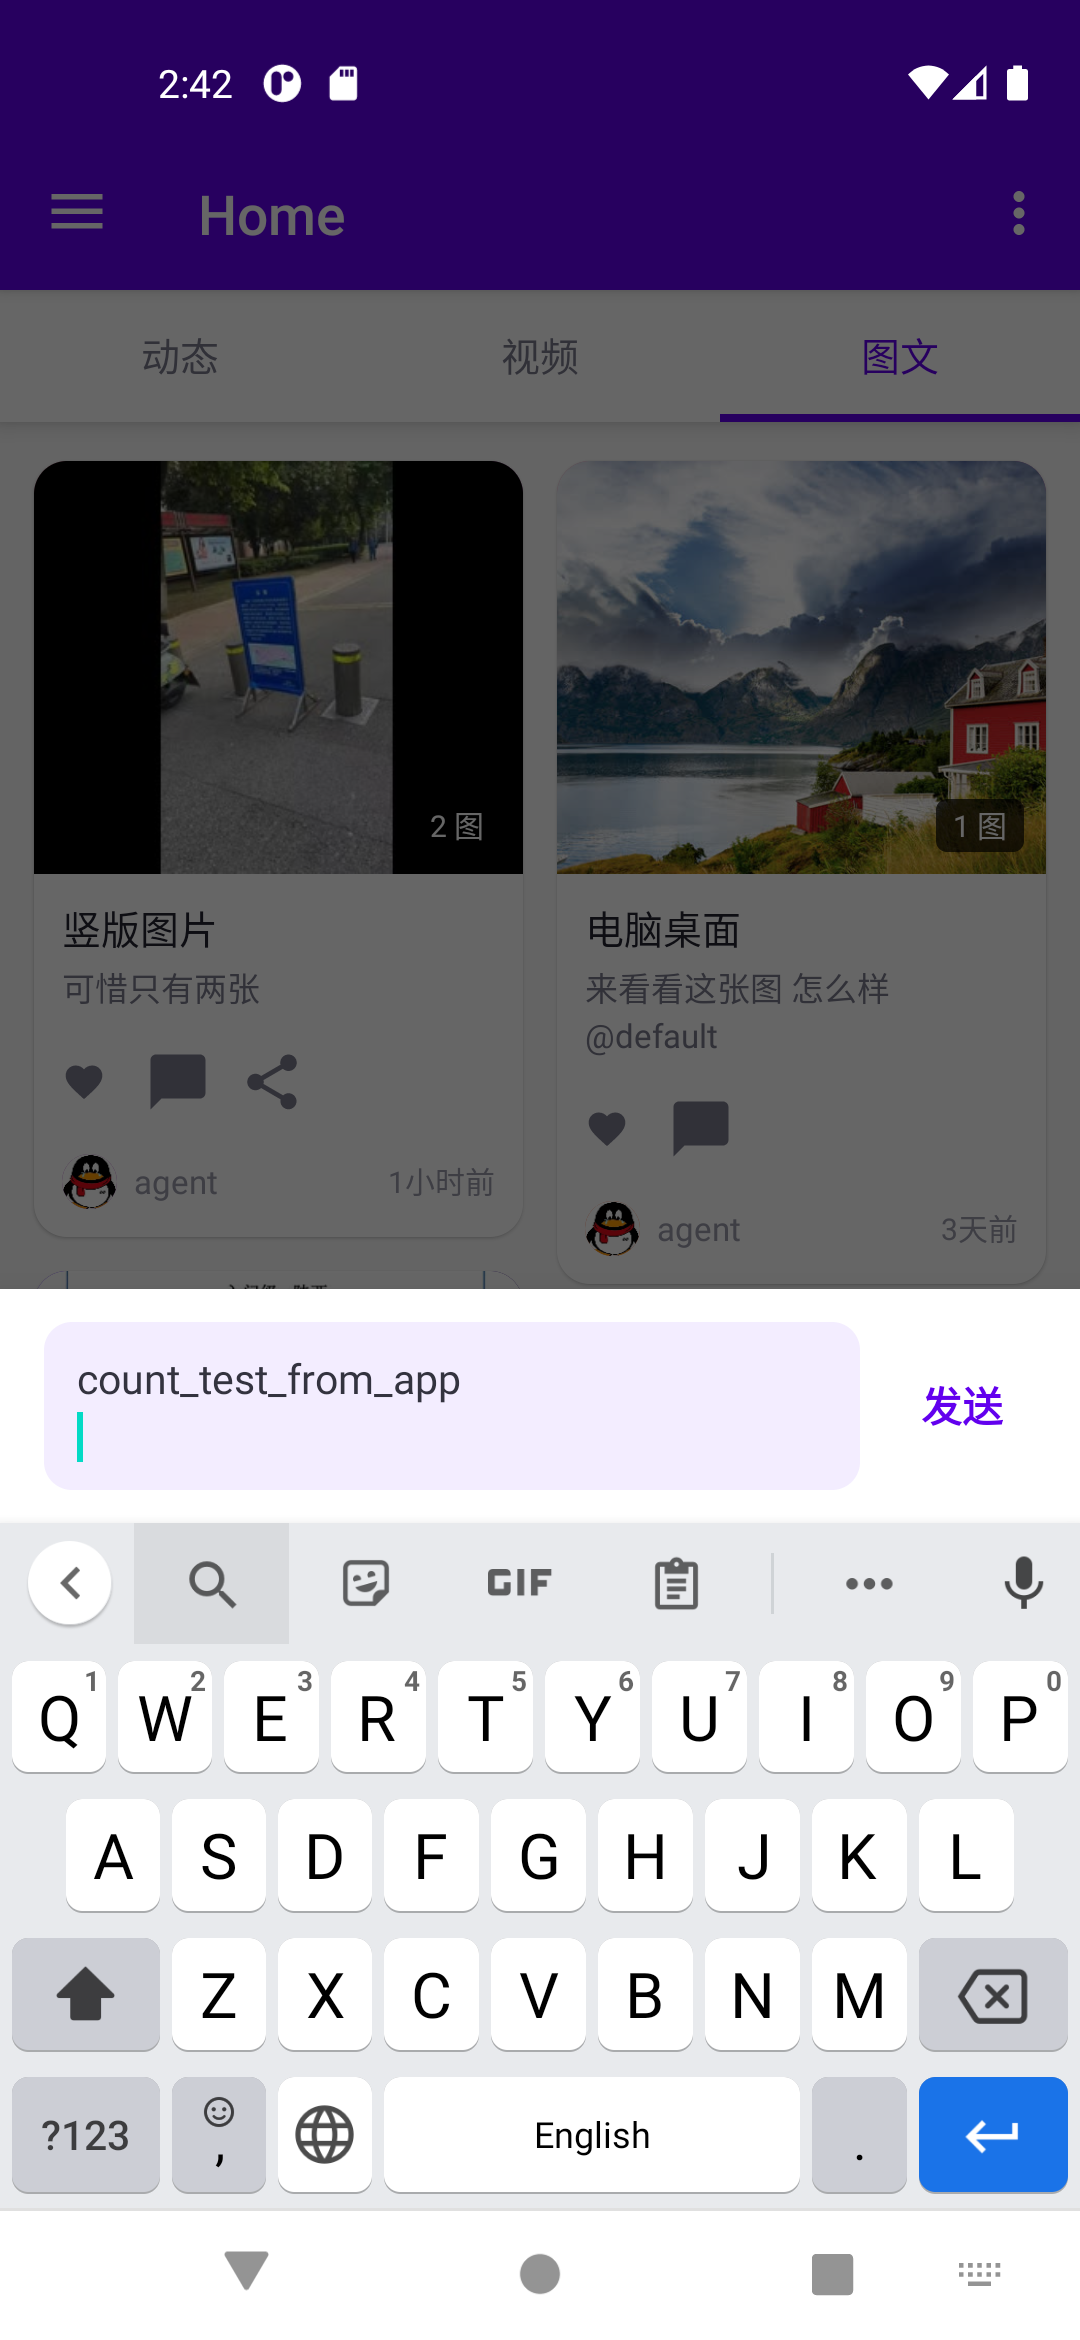 2:42
Home
动态
视频
图文
2 图
1 图
竖版图片
可惜只有两张
agent
1小时前
电脑桌面
来看看这张图 怎么样
@default
agent
3天前
count_test_from_app
发送
GIF
Q 1 W 2 E 3 R 4 T 5 Y 6 U 7 I 8 O 9 P 0
A S D F G H J K L
Z X C V B N M
?123 , English .